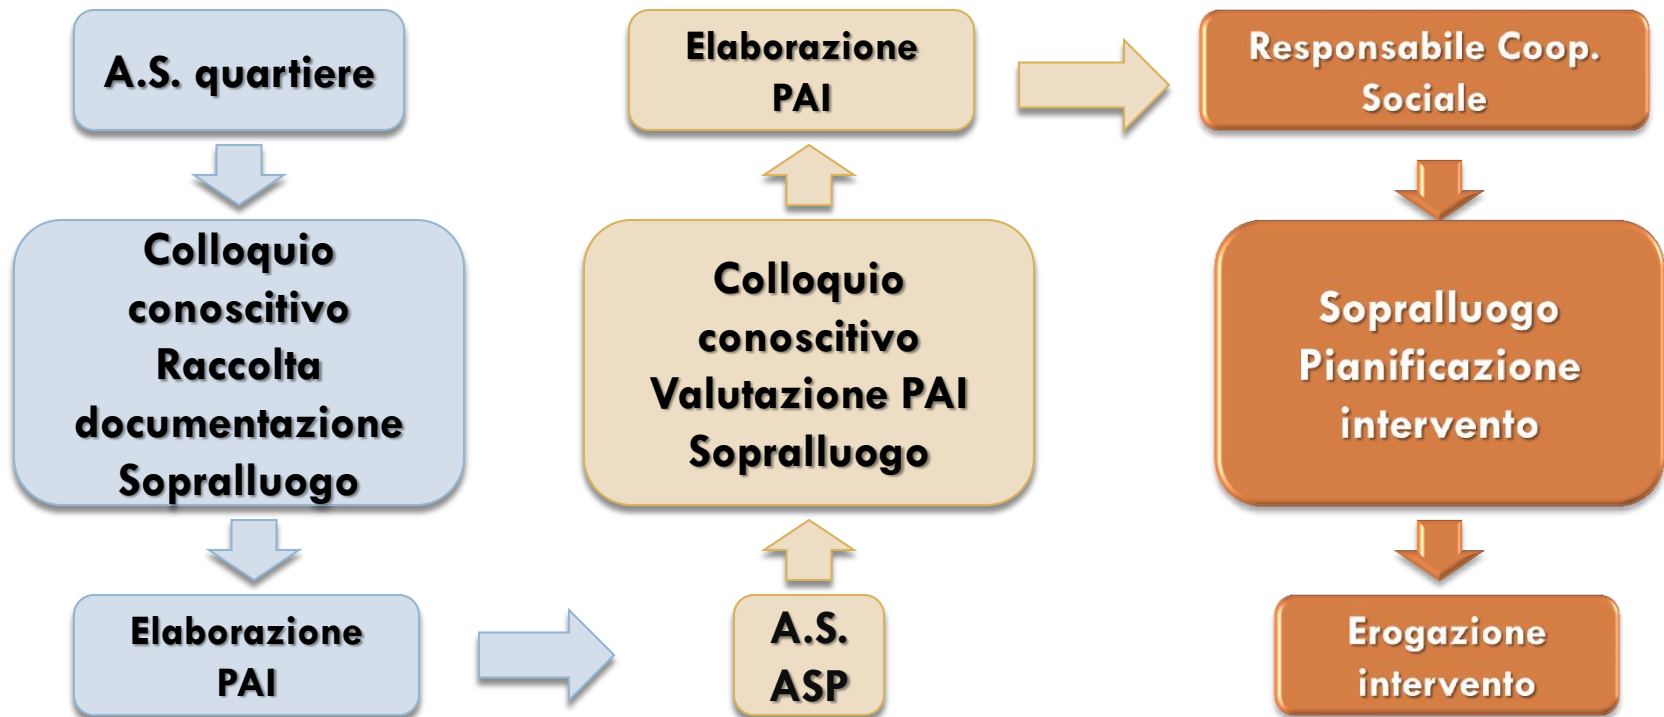 A.S. quartiere
Colloquio
conoscitivo
Raccolta
documentazione
Sopralluogo
Elaborazione
PAI
A.S.
ASP
Colloquio
conoscitivo
Valutazione PAI
Sopralluogo
Elaborazione
PAI
Responsabile Coop.
Sociale
Sopralluogo
Pianificazione
intervento
Erogazione
intervento